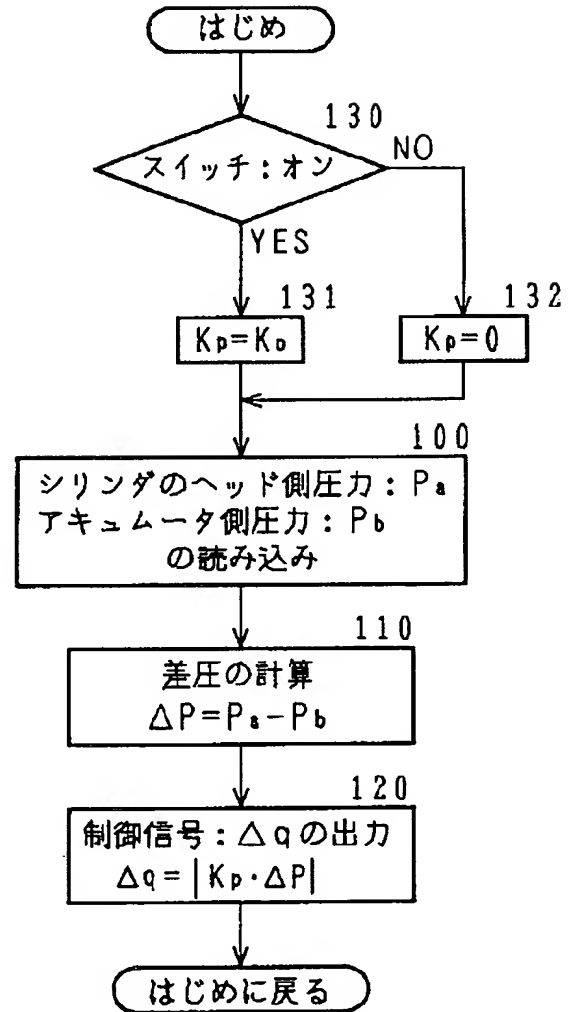 はじめ
130
スイッチ:オン
NO
YES
131
132
Kp=Ko
Kp=0
100
シリンダのヘッド側圧力:Pa
アキュムータ側圧力:Pb
の読み込み
110
差圧の計算
ΔP=Pa-Pb
120
制御信号:Δqの出力
Δq=|Kp・ΔP|
はじめに戻る